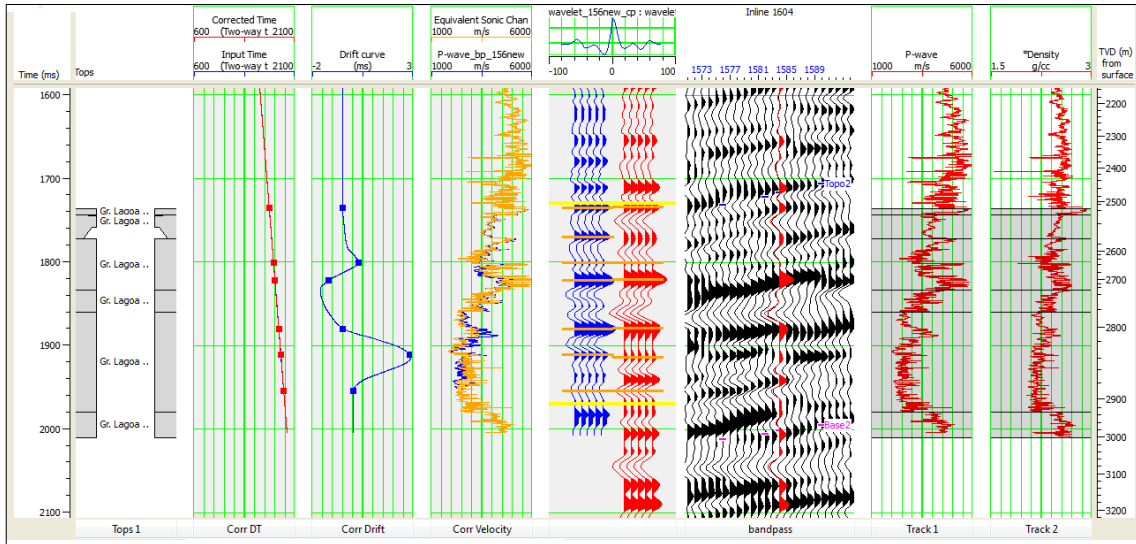 Corrected Time
600 (Two-way t 2100
Input Time
600 (Two-way t 2100
Drift curve
-2 (ms) 3
Equivalent Sonic Chan
1000 m/s 6000
P-wave_bp_156new
1000 m/s 6000
wavelet_156new_cp : wavele
-100 0 100
Inline 1604
1573 1577 1581 1585 1589
P-wave
1000 m/s 6000
*Density
1.5 g/cc 3
TVD (m)
from
surface
Time (ms)
Tops
1600
1700
1800
1900
2000
2100
Gr. Lagoa ..
Gr. Lagoa ..
Gr. Lagoa ..
Gr. Lagoa ..
Gr. Lagoa ..
Gr. Lagoa ..
Topo2
Base2
2200
2300
2400
2500
2600
2700
2800
2900
3000
3100
3200
Tops 1
Corr DT
Corr Drift
Corr Velocity
bandpass
Track 1
Track 2